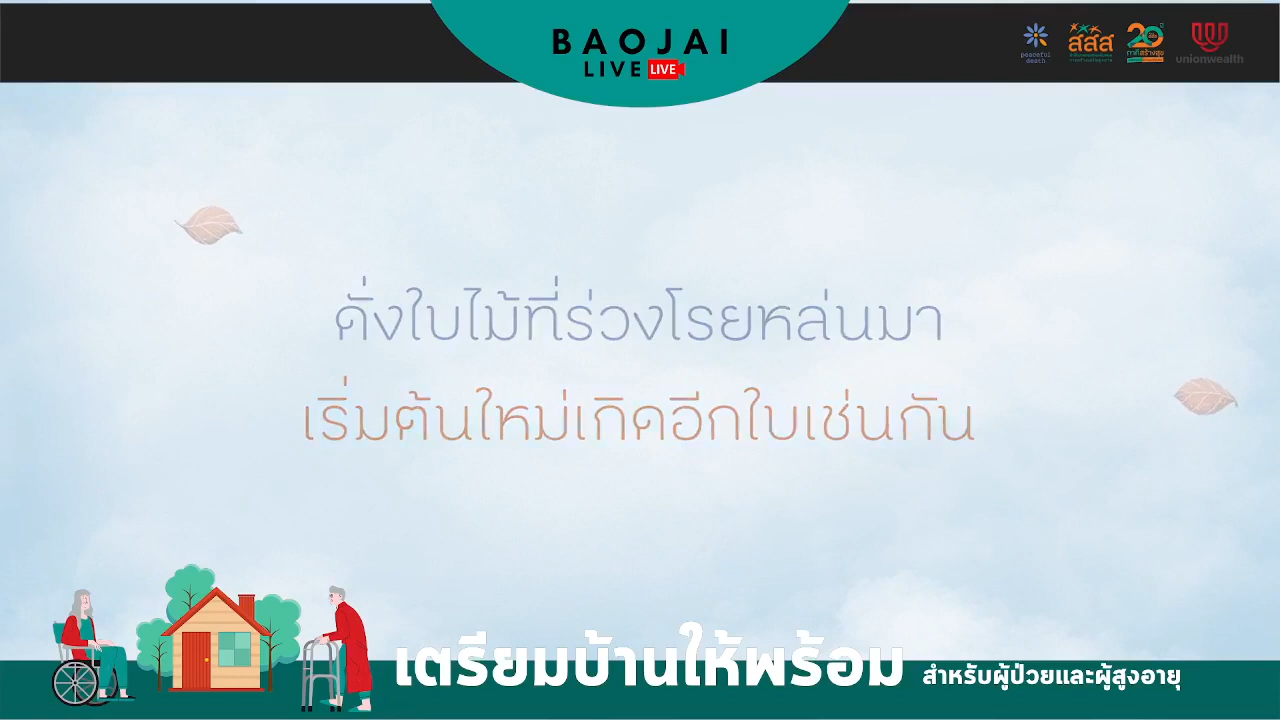 BAOJAI
LIVE LIVE
peaceful
death
สสส
20
unionwealth
ดั่งใบไม้ที่ร่วงโรยหล่นมา
เริ่มต้นใหม่เกิดอีกใบเช่นกัน
เตรียมบ้านให้พร้อม สำหรับผู้ป่วยและผู้สูงอายุ